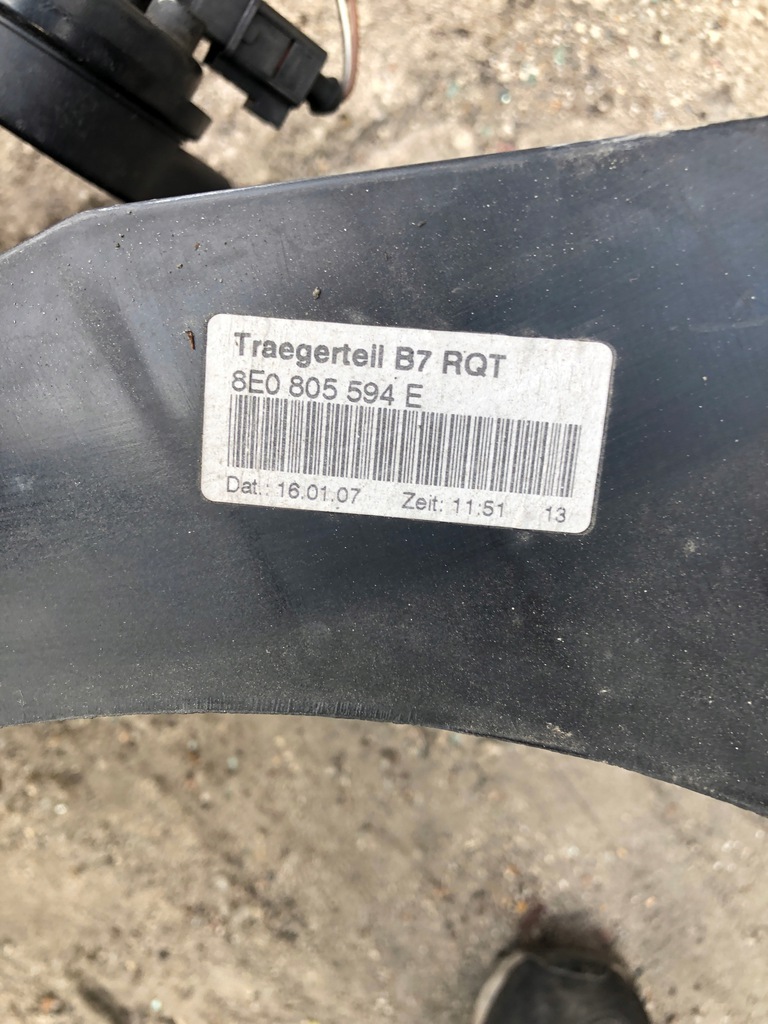 Traegerteil B7 RQT
8E0 805 594 E
Dat.: 16.01.07 Zeit: 11:51 13